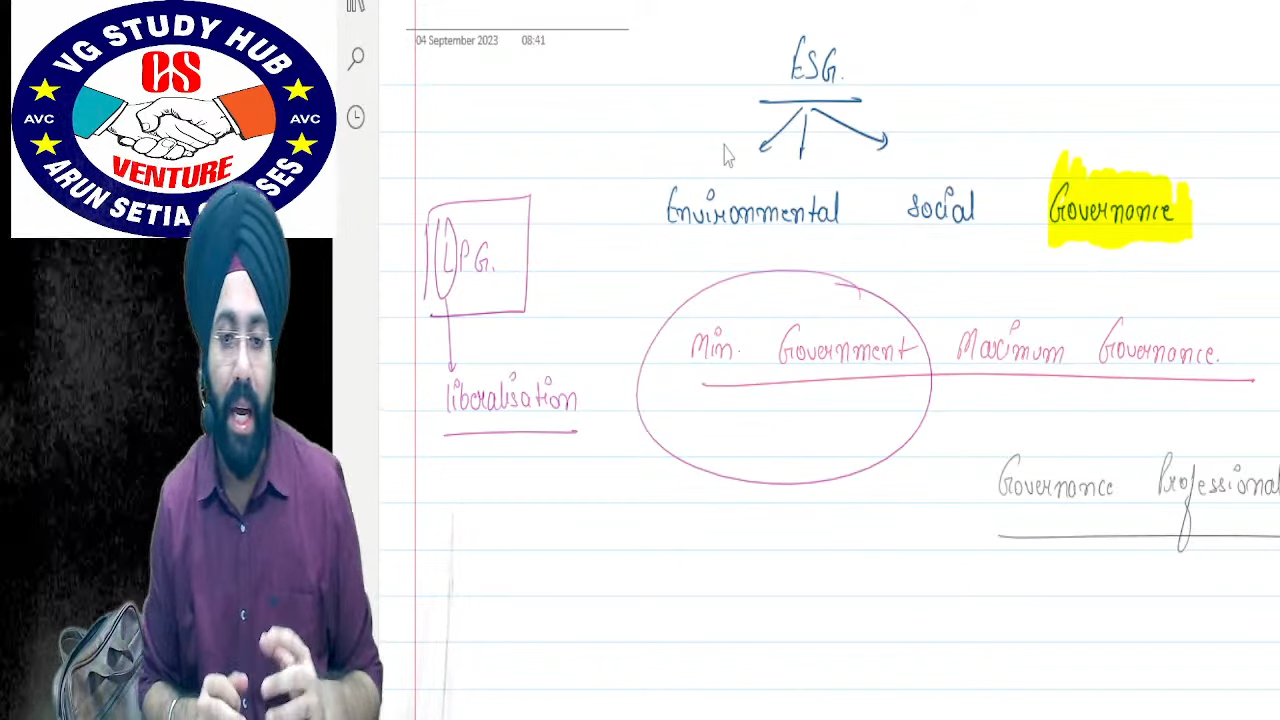 VG STUDY HUB
CS
AVC
AVC
VENTURE
ARUN SETIA
04 September 2023 08:41
ESG.
Environmental Social Governance
LPG.
Min. Government Maximum Governance.
liberalisation
Governance Professional